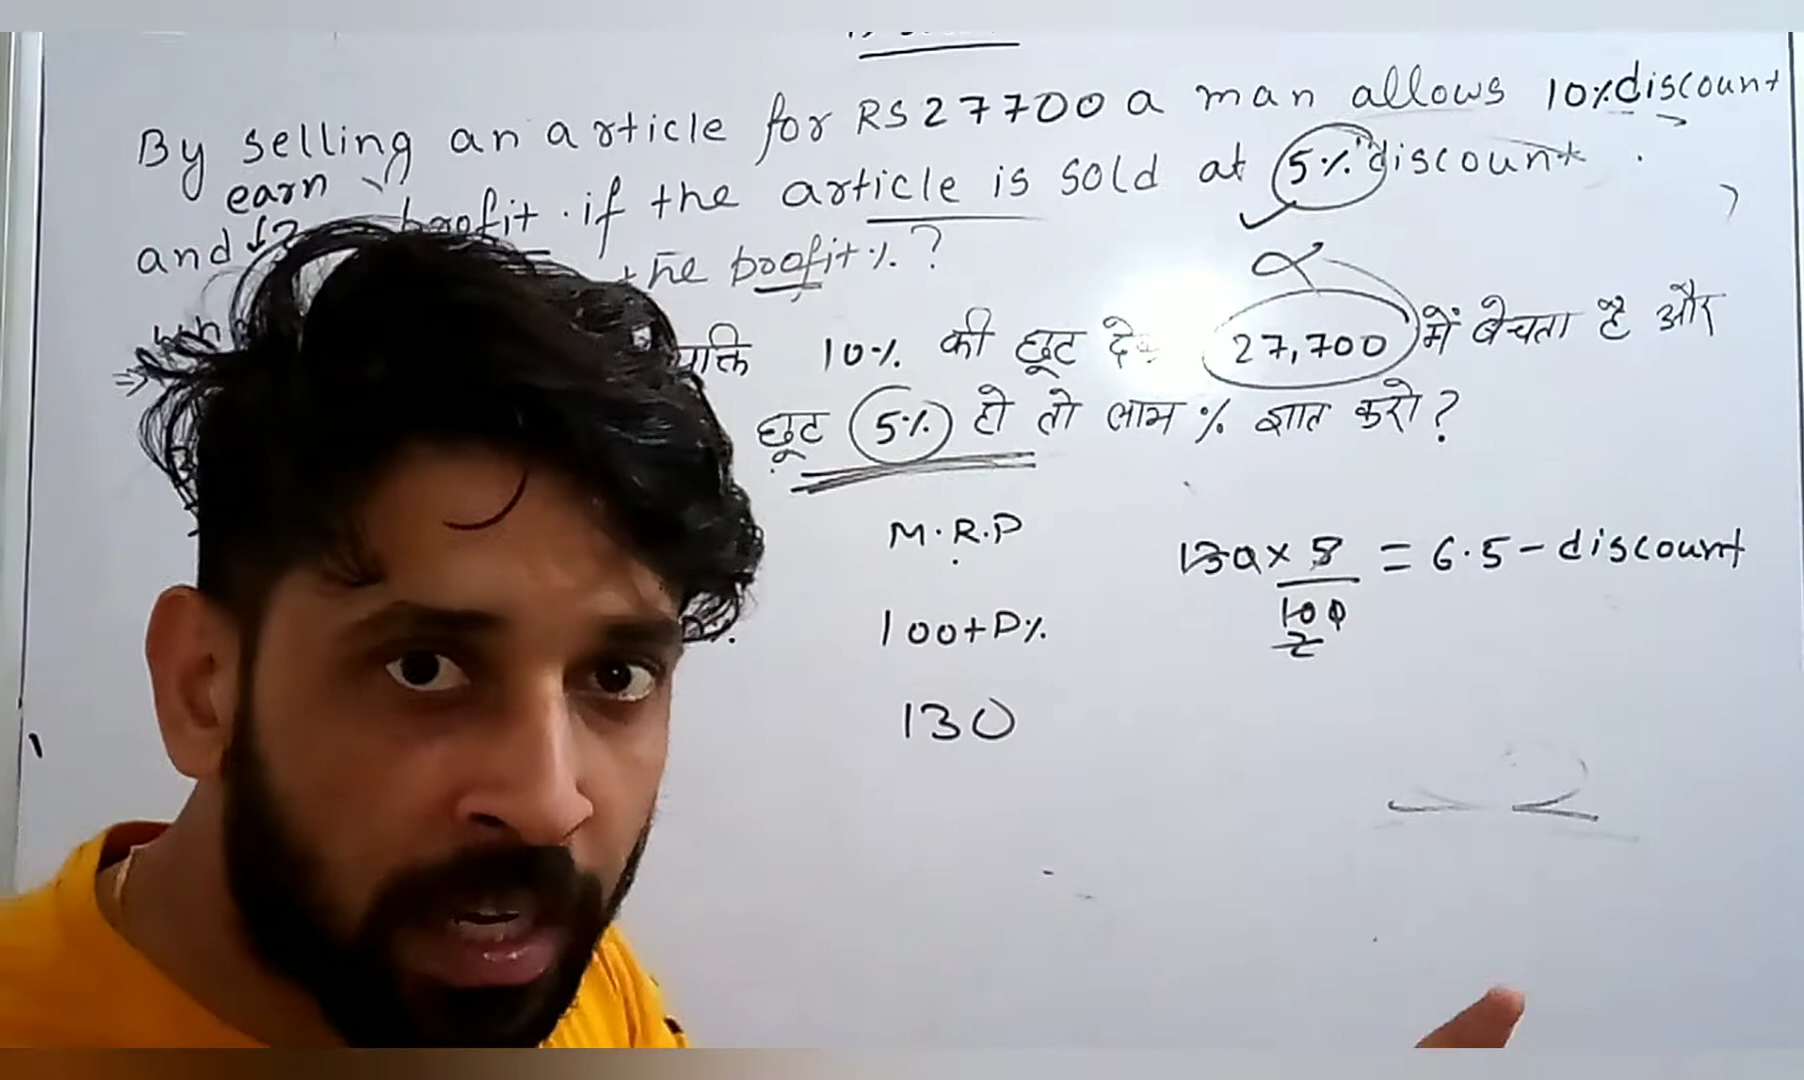 By selling an article for RS 27700 a man allows 10% discount
earn
and profit . if the article is sold at 5% discount .
the profit % ?
10% की छूट 27,700 में बेचता है और
छूट 5% हो तो लाभ % ज्ञात करो ?
M.R.P
130 × 5 = 6.5 - discount
100
2
100+D%
130